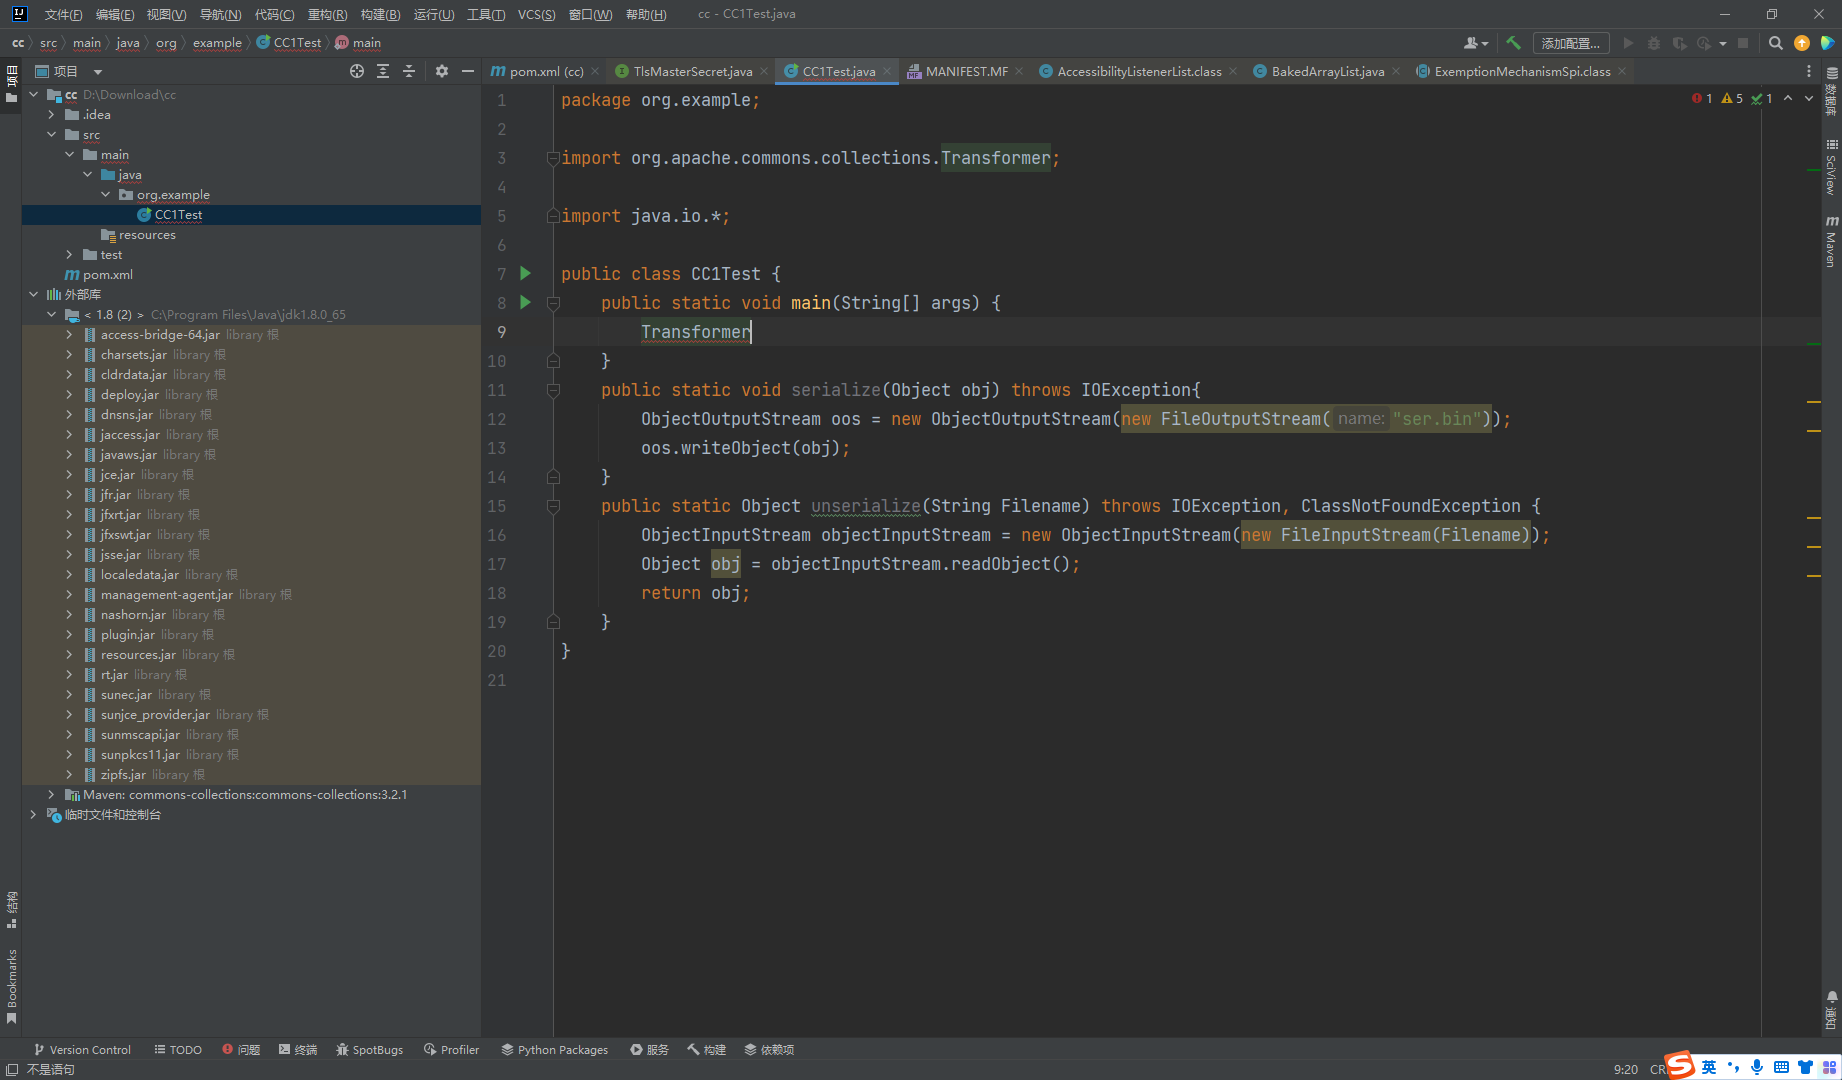 文件(F) 编辑(E) 视图(V) 导航(N) 代码(C) 重构(R) 构建(B) 运行(U) 工具(T) VCS(S) 窗口(W) 帮助(H) cc - CC1Test.java
cc src main java org example CC1Test main 添加配置...
项目
pom.xml (cc) TlsMasterSecret.java CC1Test.java MANIFEST.MF AccessibilityListenerList.class BakedArrayList.java ExemptionMechanismSpi.class
项目
cc D:\Download\cc
.idea
src
main
java
org.example
CC1Test
resources
test
pom.xml
外部库
< 1.8 (2) > C:\Program Files\Java\jdk1.8.0_65
access-bridge-64.jar library 根
charsets.jar library 根
cldrdata.jar library 根
deploy.jar library 根
dnsns.jar library 根
jaccess.jar library 根
javaws.jar library 根
jce.jar library 根
jfr.jar library 根
jfxrt.jar library 根
jfxswt.jar library 根
jsse.jar library 根
localedata.jar library 根
management-agent.jar library 根
nashorn.jar library 根
plugin.jar library 根
resources.jar library 根
rt.jar library 根
sunec.jar library 根
sunjce_provider.jar library 根
sunmscapi.jar library 根
sunpkcs11.jar library 根
zipfs.jar library 根
Maven: commons-collections:commons-collections:3.2.1
临时文件和控制台
结构
Bookmarks
1 package org.example;
2
3 import org.apache.commons.collections.Transformer;
4
5 import java.io.*;
6
7 public class CC1Test {
8 public static void main(String[] args) {
9 Transformer
10 }
11 public static void serialize(Object obj) throws IOException{
12 ObjectOutputStream oos = new ObjectOutputStream(new FileOutputStream( name: "ser.bin"));
13 oos.writeObject(obj);
14 }
15 public static Object unserialize(String Filename) throws IOException, ClassNotFoundException {
16 ObjectInputStream objectInputStream = new ObjectInputStream(new FileInputStream(Filename));
17 Object obj = objectInputStream.readObject();
18 return obj;
19 }
20 }
21
1 5 1
数据库
SciView
Maven
通知
Version Control TODO 问题 终端 SpotBugs Profiler Python Packages 服务 构建 依赖项
不是语句 9:20 CR
英